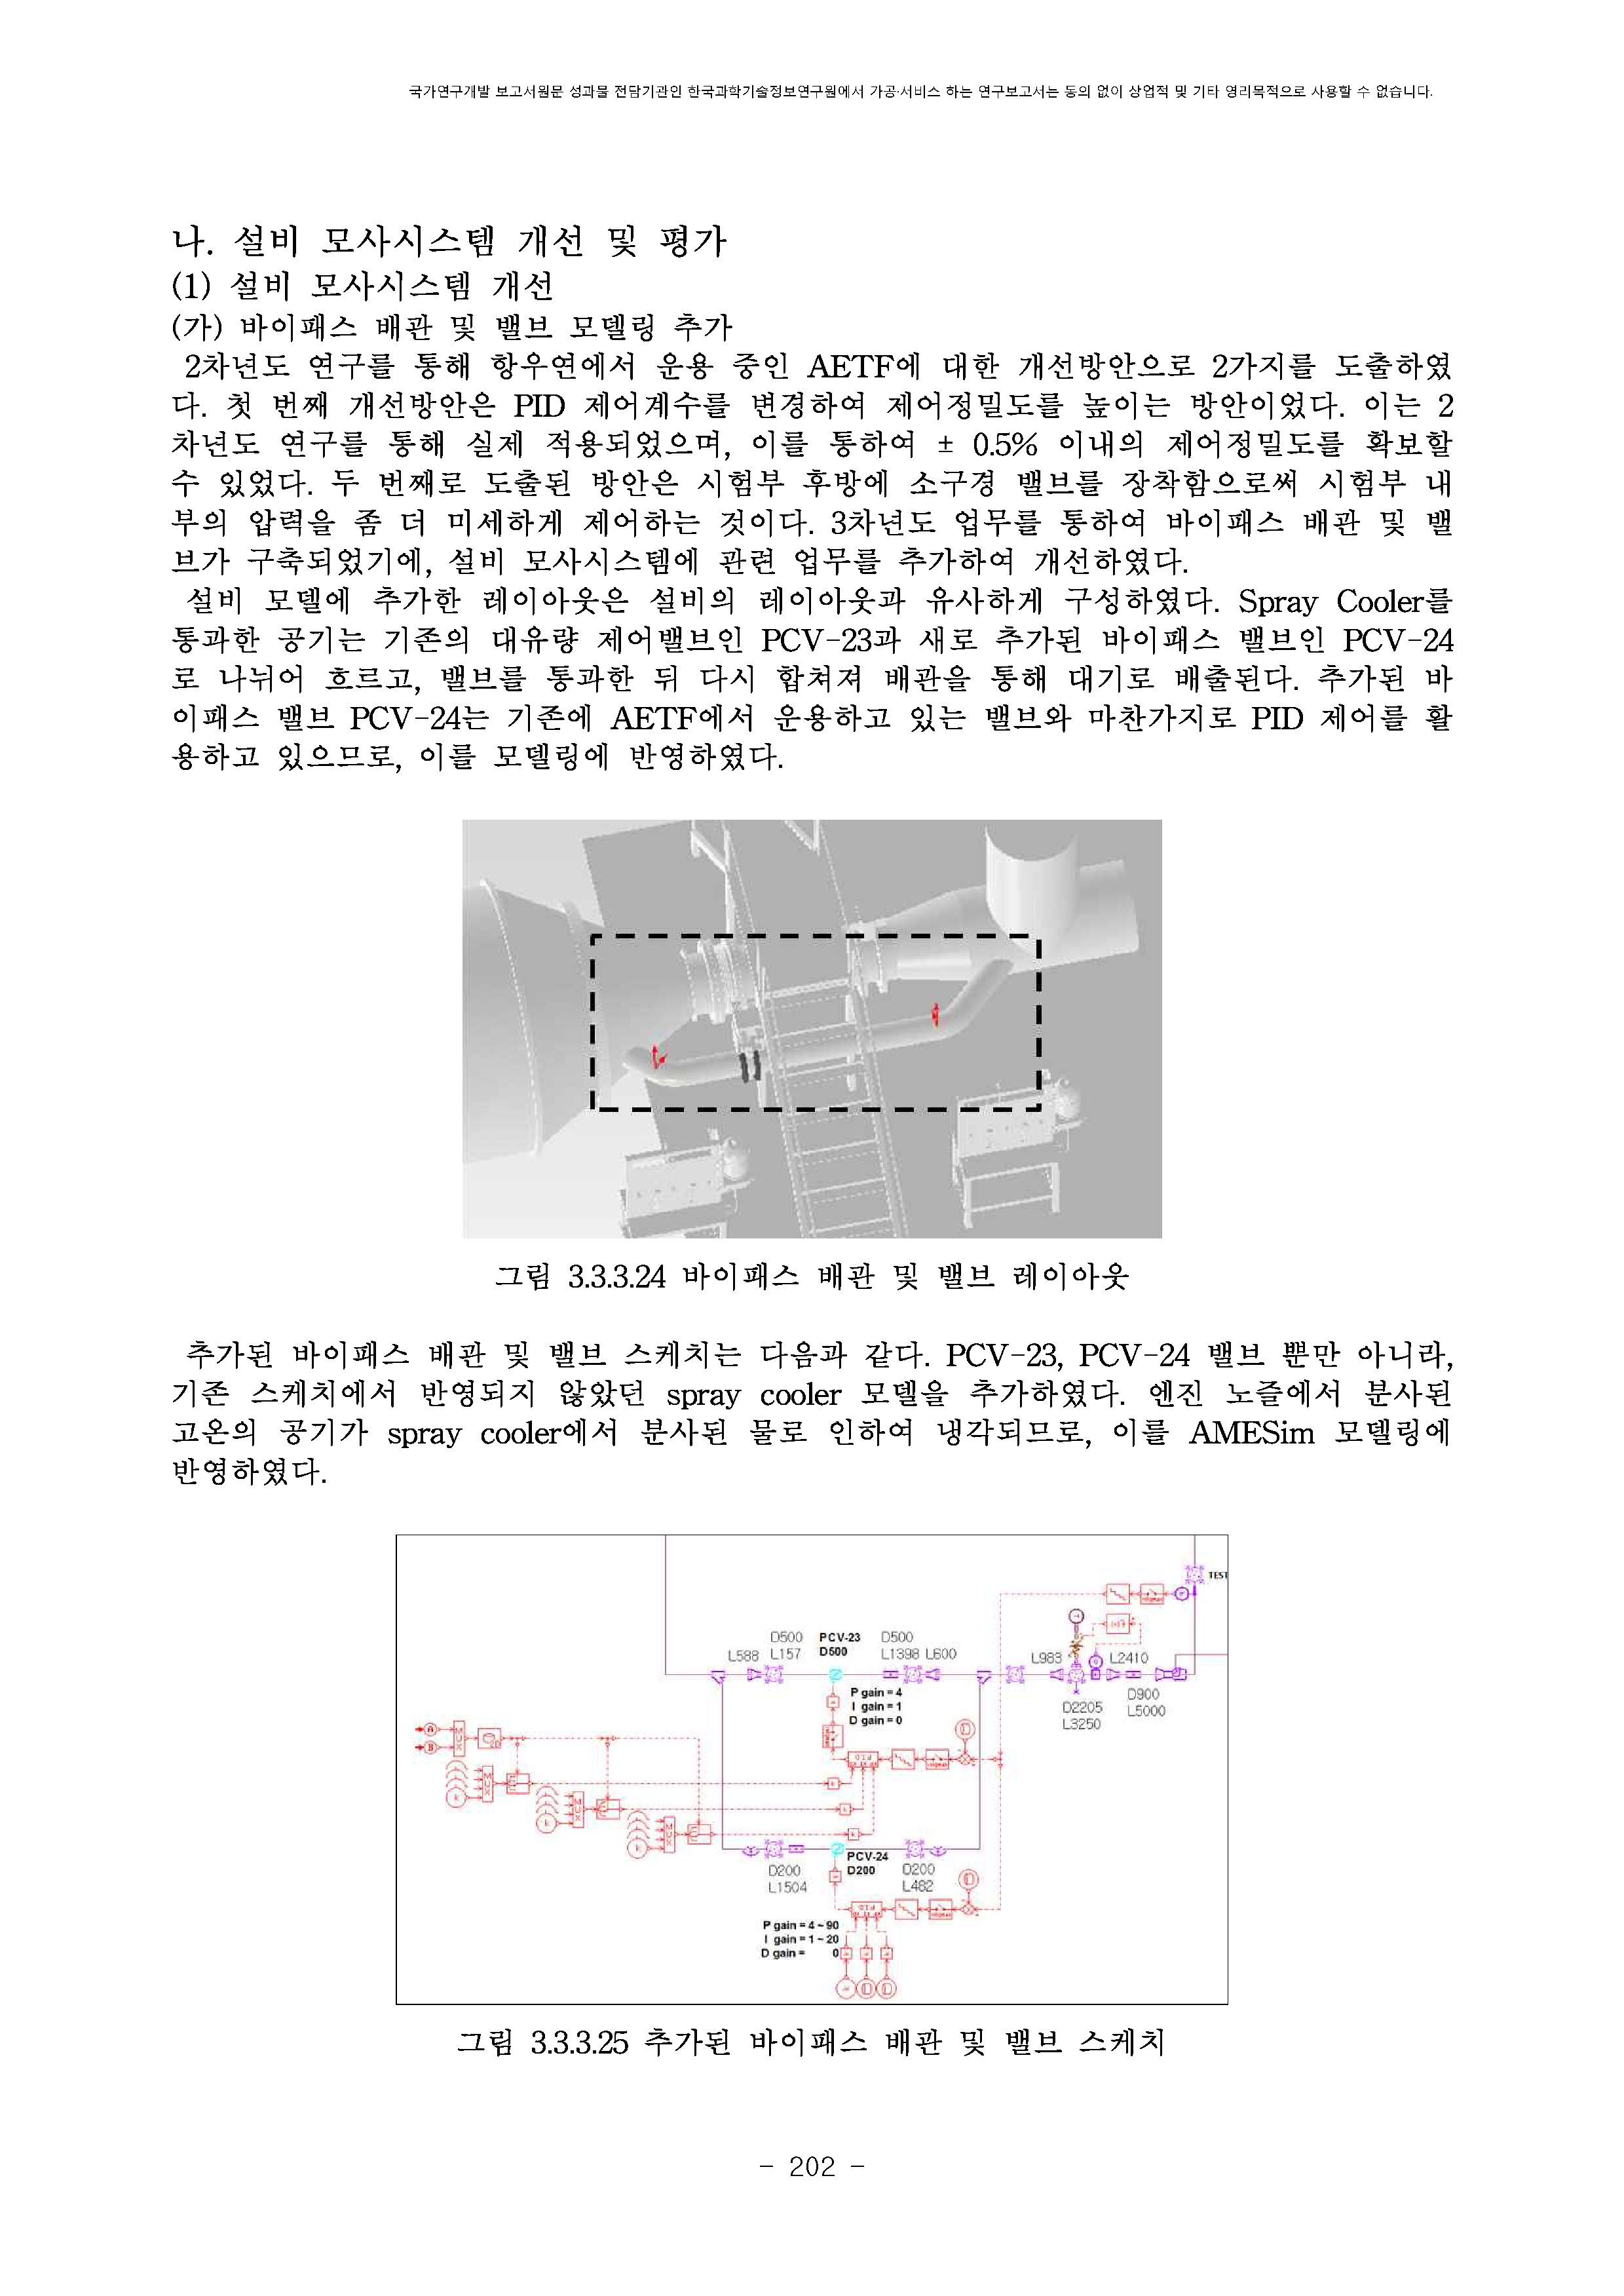 국가연구개발 보고서원문 성과물 전담기관인 한국과학기술정보연구원에서 가공·서비스 하는 연구보고서는 동의 없이 상업적 및 기타 영리목적으로 사용할 수 없습니다.
나. 설비 모사시스템 개선 및 평가
(1) 설비 모사시스템 개선
(가) 바이패스 배관 및 밸브 모델링 추가
2차년도 연구를 통해 항우연에서 운용 중인 AETF에 대한 개선방안으로 2가지를 도출하였
다. 첫 번째 개선방안은 PID 제어계수를 변경하여 제어정밀도를 높이는 방안이었다. 이는 2
차년도 연구를 통해 실제 적용되었으며, 이를 통하여 ± 0.5% 이내의 제어정밀도를 확보할
수 있었다. 두 번째로 도출된 방안은 시험부 후방에 소구경 밸브를 장착함으로써 시험부 내
부의 압력을 좀 더 미세하게 제어하는 것이다. 3차년도 업무를 통하여 바이패스 배관 및 밸
브가 구축되었기에, 설비 모사시스템에 관련 업무를 추가하여 개선하였다.
설비 모델에 추가한 레이아웃은 설비의 레이아웃과 유사하게 구성하였다. Spray Cooler를
통과한 공기는 기존의 대유량 제어밸브인 PCV-23과 새로 추가된 바이패스 밸브인 PCV-24
로 나뉘어 흐르고, 밸브를 통과한 뒤 다시 합쳐져 배관을 통해 대기로 배출된다. 추가된 바
이패스 밸브 PCV-24는 기존에 AETF에서 운용하고 있는 밸브와 마찬가지로 PID 제어를 활
용하고 있으므로, 이를 모델링에 반영하였다.
그림 3.3.3.24 바이패스 배관 및 밸브 레이아웃
추가된 바이패스 배관 및 밸브 스케치는 다음과 같다. PCV-23, PCV-24 밸브 뿐만 아니라,
기존 스케치에서 반영되지 않았던 spray cooler 모델을 추가하였다. 엔진 노즐에서 분사된
고온의 공기가 spray cooler에서 분사된 물로 인하여 냉각되므로, 이를 AMESim 모델링에
반영하였다.
TEST
D500 PCV-23 D500
L588 L157 D500 L1398 L600 L983 L2410
P gain = 4
I gain = 1
D gain = 0
D900
D2205 L5000
L3250
A
B
MUX
MUX
MUX
MUX
PID
PCV-24
D200 D200 D200
L1504 L482
PID
P gain = 4 ~ 90
I gain = 1 ~ 20
D gain = 0
그림 3.3.3.25 추가된 바이패스 배관 및 밸브 스케치
- 202 -